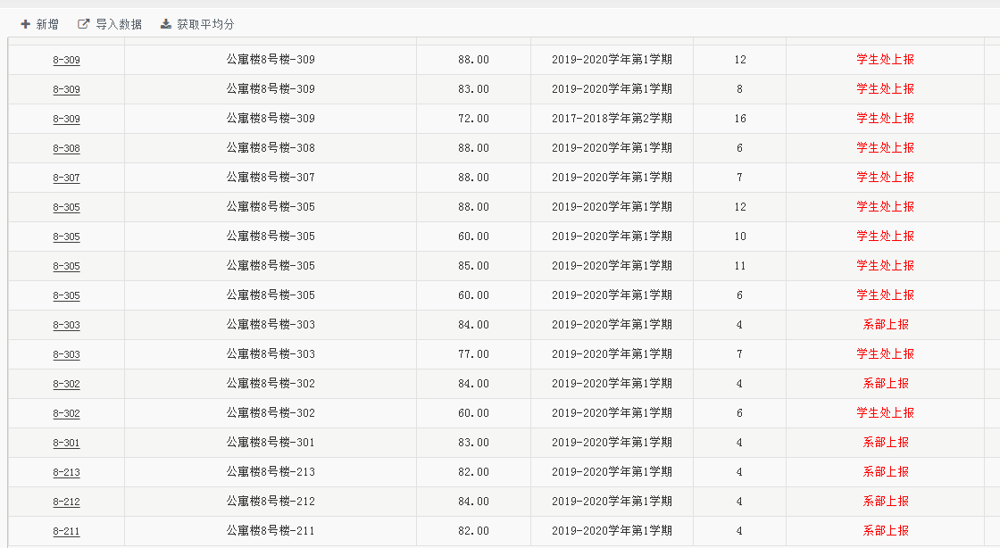 新增 导入数据 获取平均分
8-309 公寓楼8号楼-309 88.00 2019-2020学年第1学期 12 学生处上报
8-309 公寓楼8号楼-309 83.00 2019-2020学年第1学期 8 学生处上报
8-309 公寓楼8号楼-309 72.00 2017-2018学年第2学期 16 学生处上报
8-308 公寓楼8号楼-308 88.00 2019-2020学年第1学期 6 学生处上报
8-307 公寓楼8号楼-307 88.00 2019-2020学年第1学期 7 学生处上报
8-305 公寓楼8号楼-305 88.00 2019-2020学年第1学期 12 学生处上报
8-305 公寓楼8号楼-305 60.00 2019-2020学年第1学期 10 学生处上报
8-305 公寓楼8号楼-305 85.00 2019-2020学年第1学期 11 学生处上报
8-305 公寓楼8号楼-305 60.00 2019-2020学年第1学期 6 学生处上报
8-303 公寓楼8号楼-303 84.00 2019-2020学年第1学期 4 系部上报
8-303 公寓楼8号楼-303 77.00 2019-2020学年第1学期 7 学生处上报
8-302 公寓楼8号楼-302 84.00 2019-2020学年第1学期 4 系部上报
8-302 公寓楼8号楼-302 60.00 2019-2020学年第1学期 6 学生处上报
8-301 公寓楼8号楼-301 83.00 2019-2020学年第1学期 4 系部上报
8-213 公寓楼8号楼-213 82.00 2019-2020学年第1学期 4 系部上报
8-212 公寓楼8号楼-212 84.00 2019-2020学年第1学期 4 系部上报
8-211 公寓楼8号楼-211 82.00 2019-2020学年第1学期 4 系部上报